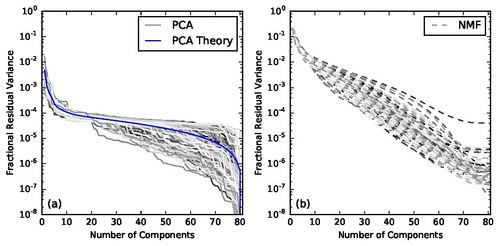 10^0
10^-1
10^-2
10^-3
10^-4
10^-5
10^-6
10^-7
10^-8
Fractional Residual Variance
PCA
PCA Theory
(a)
0 10 20 30 40 50 60 70 80
Number of Components
10^0
10^-1
10^-2
10^-3
10^-4
10^-5
10^-6
10^-7
10^-8
Fractional Residual Variance
NMF
(b)
0 10 20 30 40 50 60 70 80
Number of Components